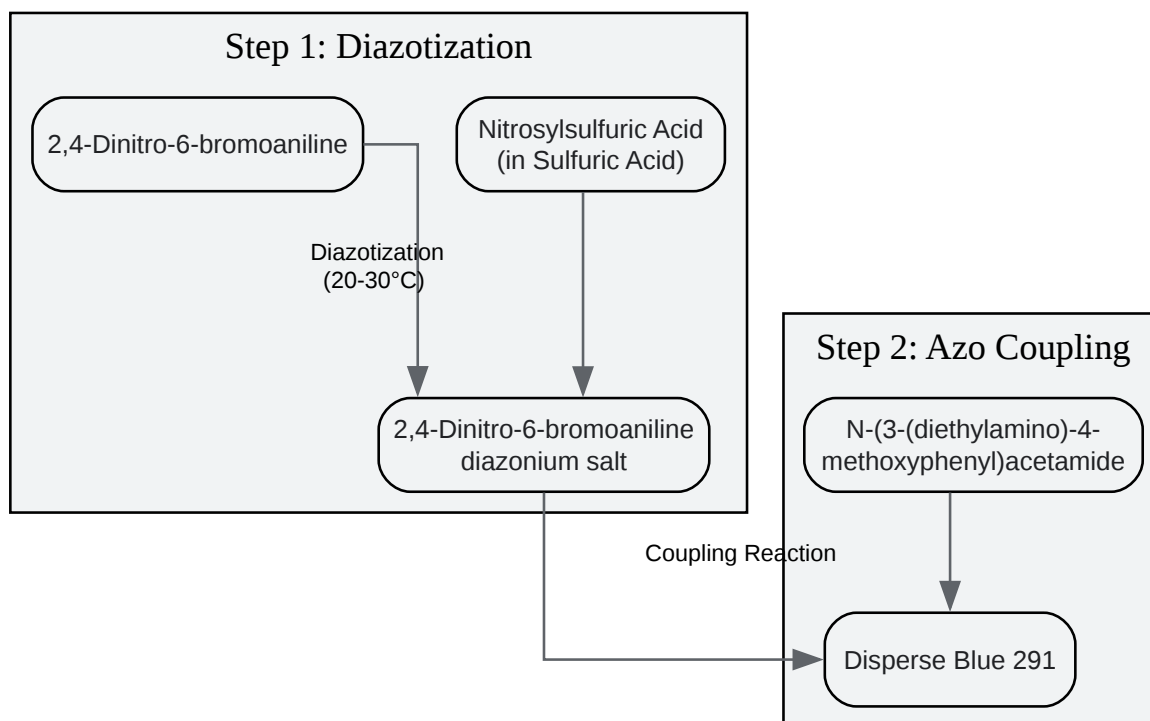 Step 1: Diazotization
2,4-Dinitro-6-bromoaniline
Nitrosylsulfuric Acid
(in Sulfuric Acid)
Diazotization
(20-30°C)
2,4-Dinitro-6-bromoaniline
diazonium salt
Step 2: Azo Coupling
N-(3-(diethylamino)-4-
methoxyphenyl)acetamide
Coupling Reaction
Disperse Blue 291